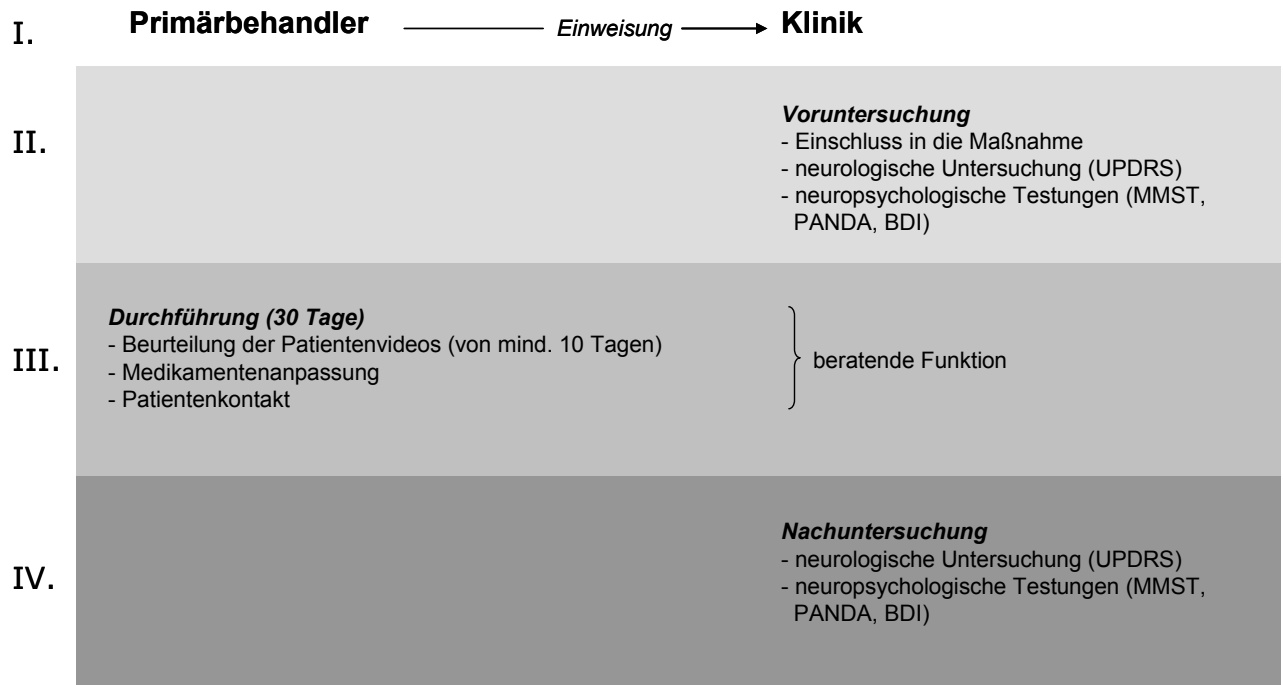 I. Primärbehandler Einweisung Klinik
II.
Voruntersuchung
- Einschluss in die Maßnahme
- neurologische Untersuchung (UPDRS)
- neuropsychologische Testungen (MMST,
PANDA, BDI)
III.
Durchführung (30 Tage)
- Beurteilung der Patientenvideos (von mind. 10 Tagen)
- Medikamentenanpassung
- Patientenkontakt
beratende Funktion
IV.
Nachuntersuchung
- neurologische Untersuchung (UPDRS)
- neuropsychologische Testungen (MMST,
PANDA, BDI)